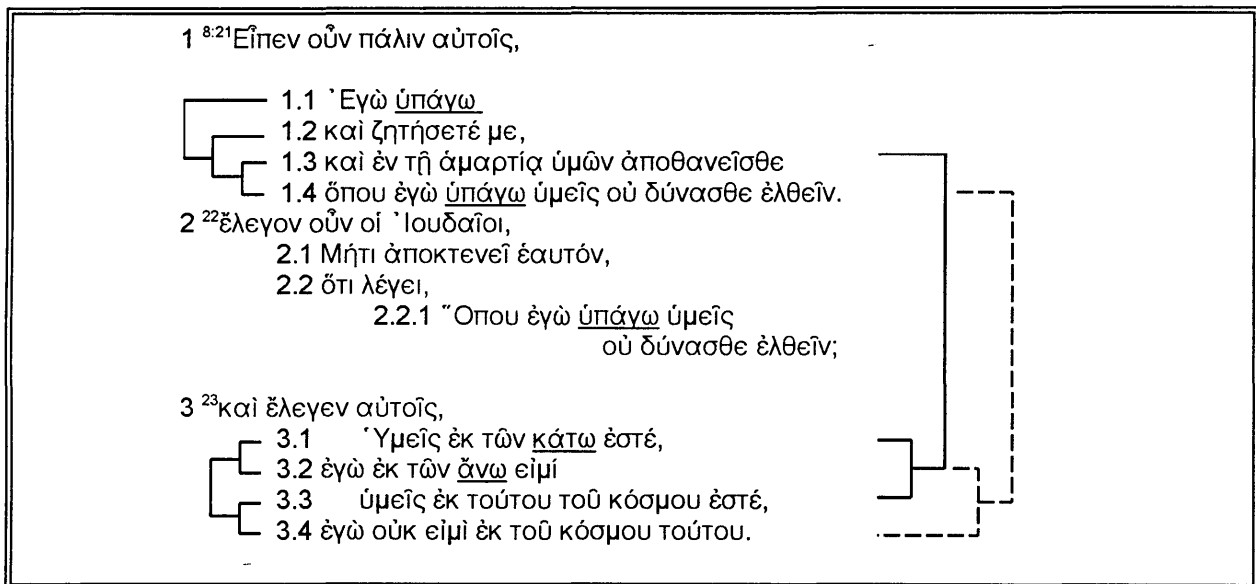 1 8:21Εἶπεν οὖν πάλιν αὐτοῖς,
1.1 Ἐγὼ ὑπάγω
1.2 καὶ ζητήσετέ με,
1.3 καὶ ἐν τῇ ἁμαρτίᾳ ὑμῶν ἀποθανεῖσθε
1.4 ὅπου ἐγὼ ὑπάγω ὑμεῖς οὐ δύνασθε ἐλθεῖν.
2 22ἔλεγον οὖν οἱ Ἰουδαῖοι,
2.1 Μήτι ἀποκτενεῖ ἑαυτόν,
2.2 ὅτι λέγει,
2.2.1 Ὅπου ἐγὼ ὑπάγω ὑμεῖς
οὐ δύνασθε ἐλθεῖν;
3 23καὶ ἔλεγεν αὐτοῖς,
3.1 Ὑμεῖς ἐκ τῶν κάτω ἐστέ,
3.2 ἐγὼ ἐκ τῶν ἄνω εἰμί
3.3 ὑμεῖς ἐκ τούτου τοῦ κόσμου ἐστέ,
3.4 ἐγὼ οὐκ εἰμὶ ἐκ τοῦ κόσμου τούτου.